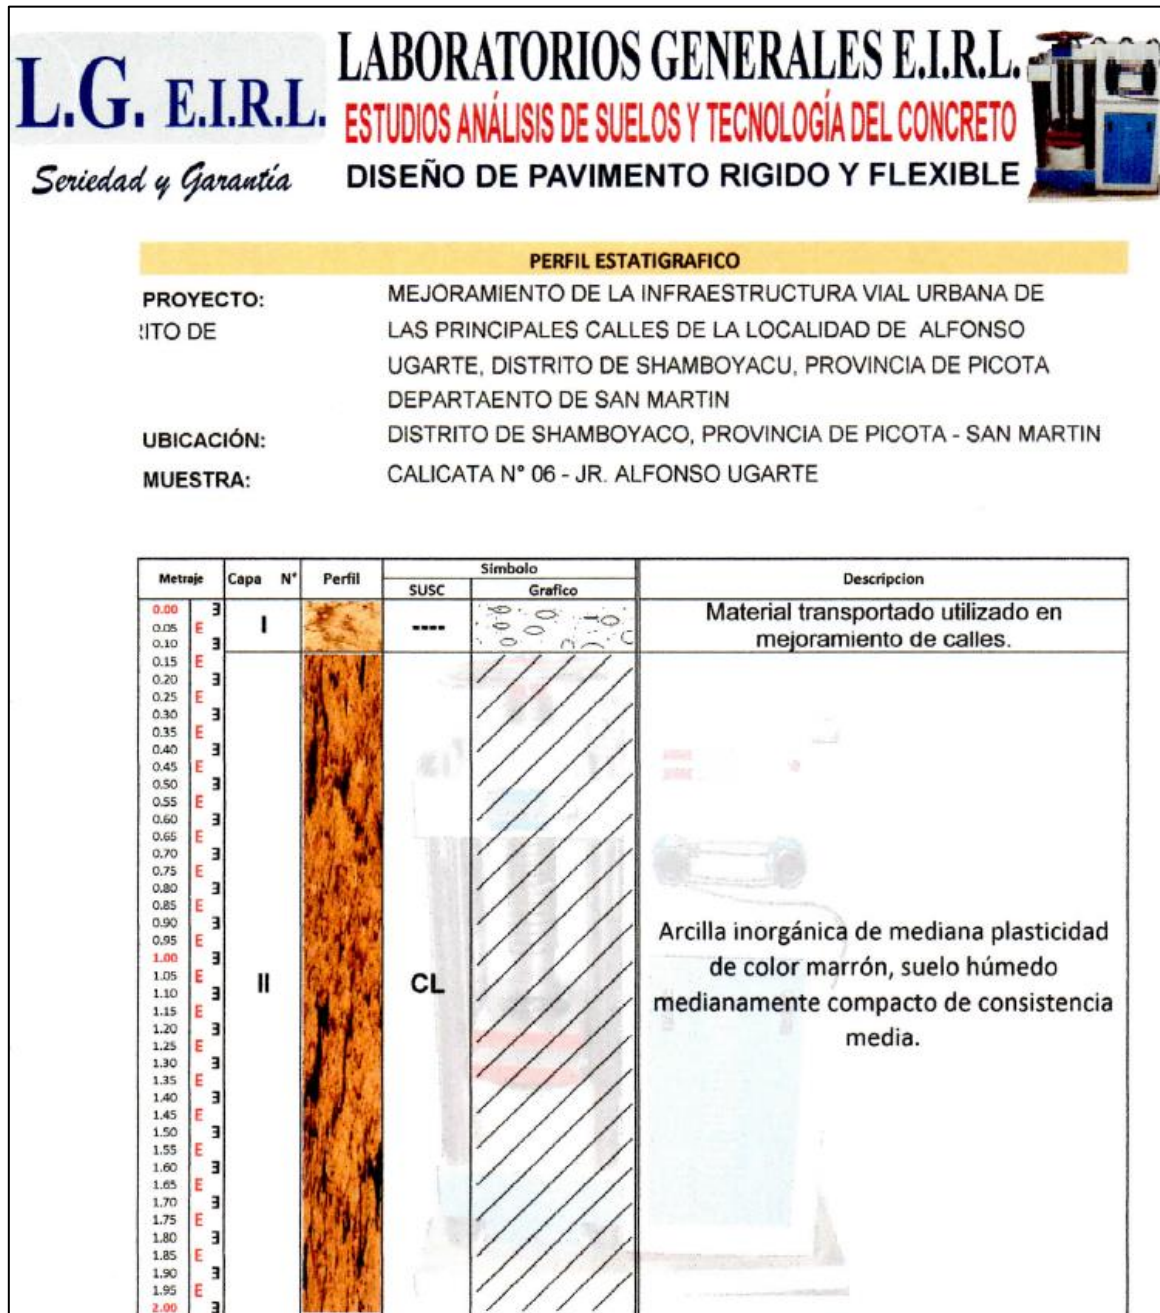 L.G. E.I.R.L.
Seriedad y Garantía
LABORATORIOS GENERALES E.I.R.L.
ESTUDIOS ANÁLISIS DE SUELOS Y TECNOLOGÍA DEL CONCRETO
DISEÑO DE PAVIMENTO RIGIDO Y FLEXIBLE
PERFIL ESTATIGRAFICO
PROYECTO: MEJORAMIENTO DE LA INFRAESTRUCTURA VIAL URBANA DE
RITO DE LAS PRINCIPALES CALLES DE LA LOCALIDAD DE ALFONSO
UGARTE, DISTRITO DE SHAMBOYACU, PROVINCIA DE PICOTA
DEPARTAENTO DE SAN MARTIN
UBICACIÓN: DISTRITO DE SHAMBOYACO, PROVINCIA DE PICOTA - SAN MARTIN
MUESTRA: CALICATA N° 06 - JR. ALFONSO UGARTE
Metraje Capa N° Perfil Simbolo Descripcion
SUSC Grafico
0.00 E
0.05 E
0.10 E
I ---- Material transportado utilizado en
mejoramiento de calles.
0.15 E
0.20 E
0.25 E
0.30 E
0.35 E
0.40 E
0.45 E
0.50 E
0.55 E
0.60 E
0.65 E
0.70 E
0.75 E
0.80 E
0.85 E
0.90 E
0.95 E
1.00 E
1.05 E
1.10 E
1.15 E
1.20 E
1.25 E
1.30 E
1.35 E
1.40 E
1.45 E
1.50 E
1.55 E
1.60 E
1.65 E
1.70 E
1.75 E
1.80 E
1.85 E
1.90 E
1.95 E
2.00 E
II CL
Arcilla inorgánica de mediana plasticidad
de color marrón, suelo húmedo
medianamente compacto de consistencia
media.